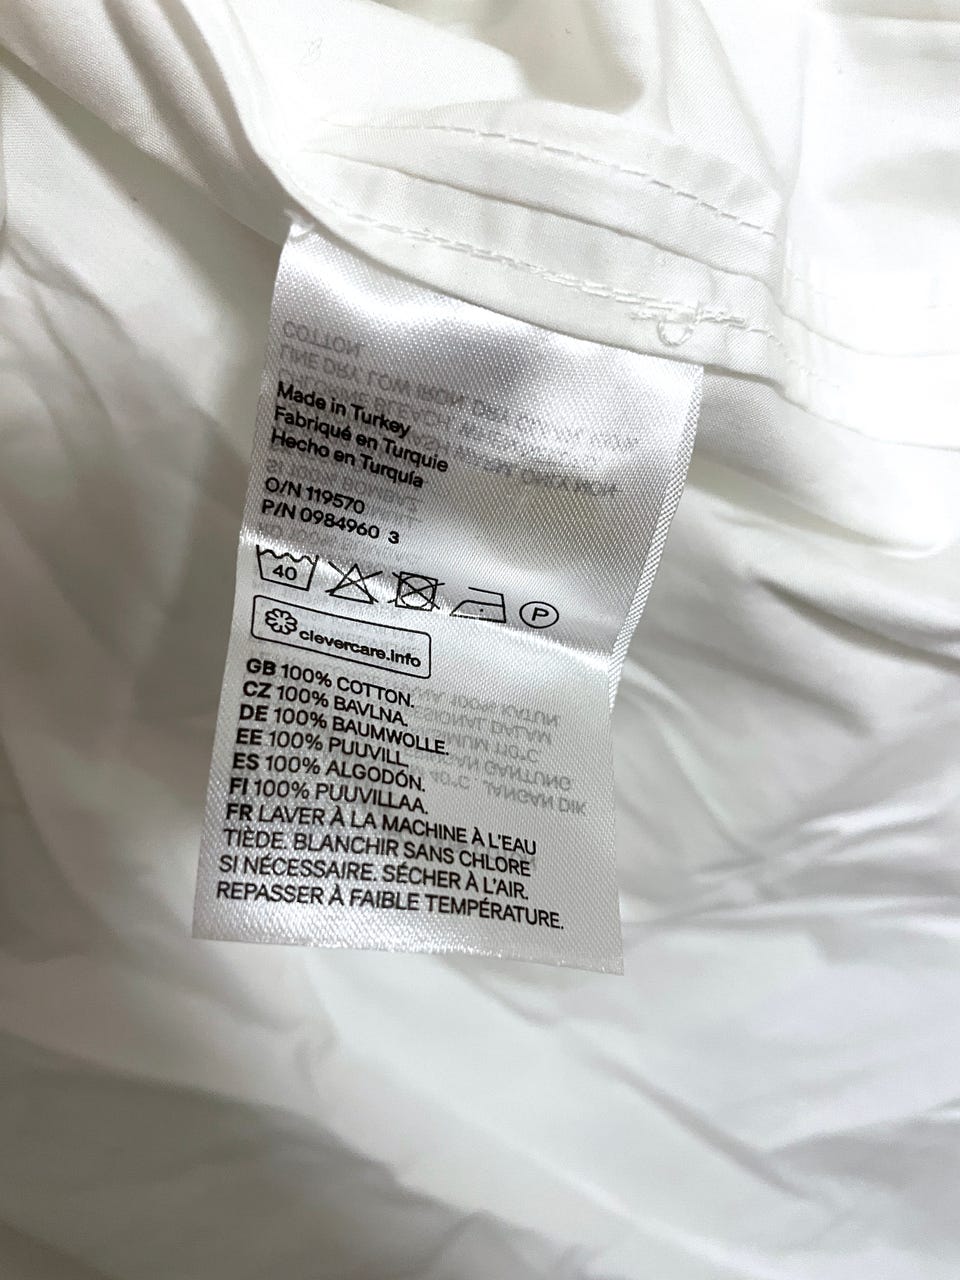 Made in Turkey
Fabriqué en Turquie
Hecho en Turquía
O/N 119570
P/N 0984960 3
40
P
clevercare.info
GB 100% COTTON.
CZ 100% BAVLNA.
DE 100% BAUMWOLLE.
EE 100% PUUVILL.
ES 100% ALGODÓN.
FI 100% PUUVILLAA.
FR LAVER À LA MACHINE À L'EAU
TIÈDE. BLANCHIR SANS CHLORE
SI NÉCESSAIRE. SÉCHER À L'AIR.
REPASSER À FAIBLE TEMPÉRATURE.